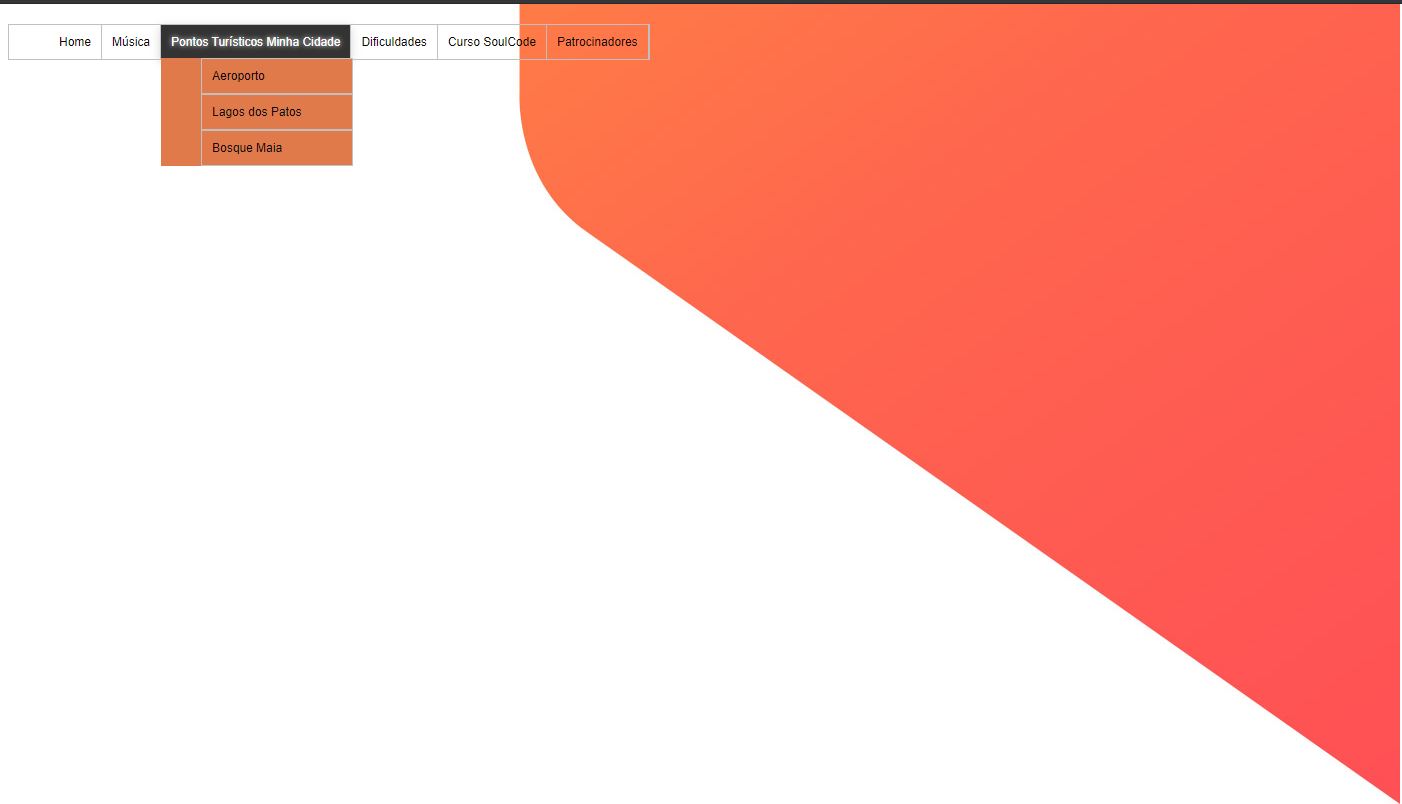 Home Música Pontos Turísticos Minha Cidade Dificuldades Curso SoulCode Patrocinadores
Aeroporto
Lagos dos Patos
Bosque Maia